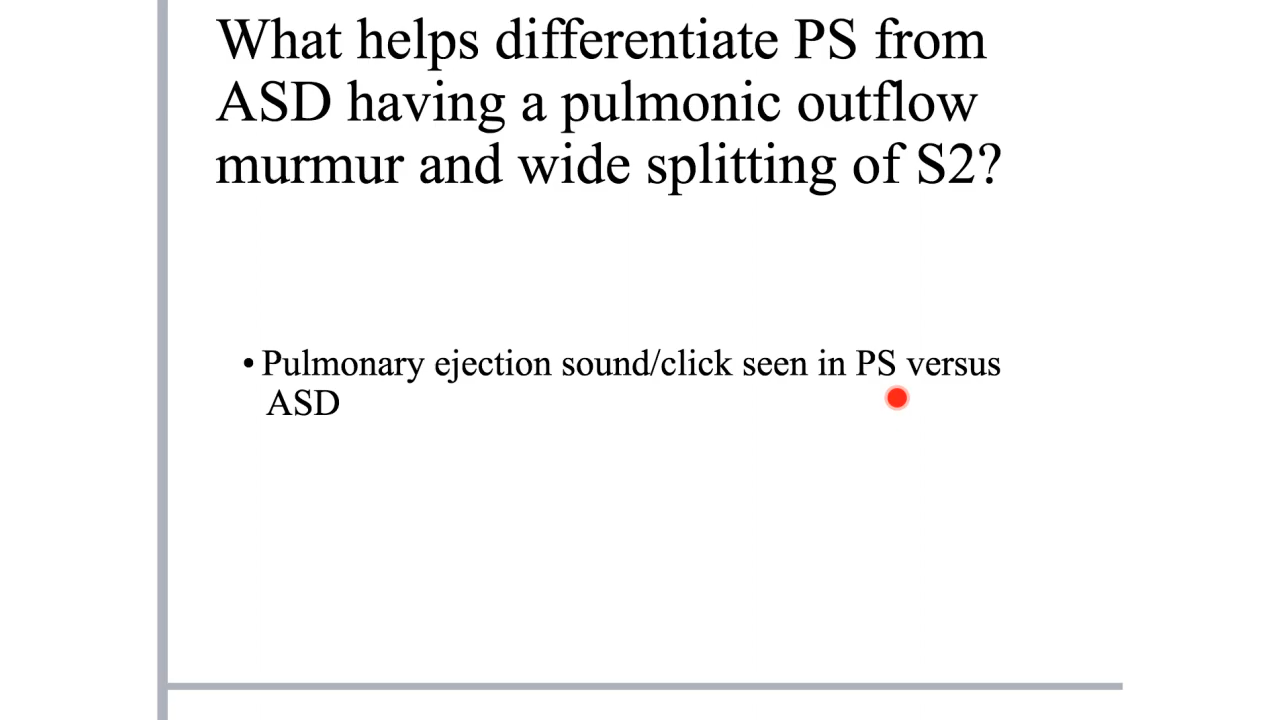 What helps differentiate PS from
ASD having a pulmonic outflow
murmur and wide splitting of S2?
• Pulmonary ejection sound/click seen in PS versus
ASD